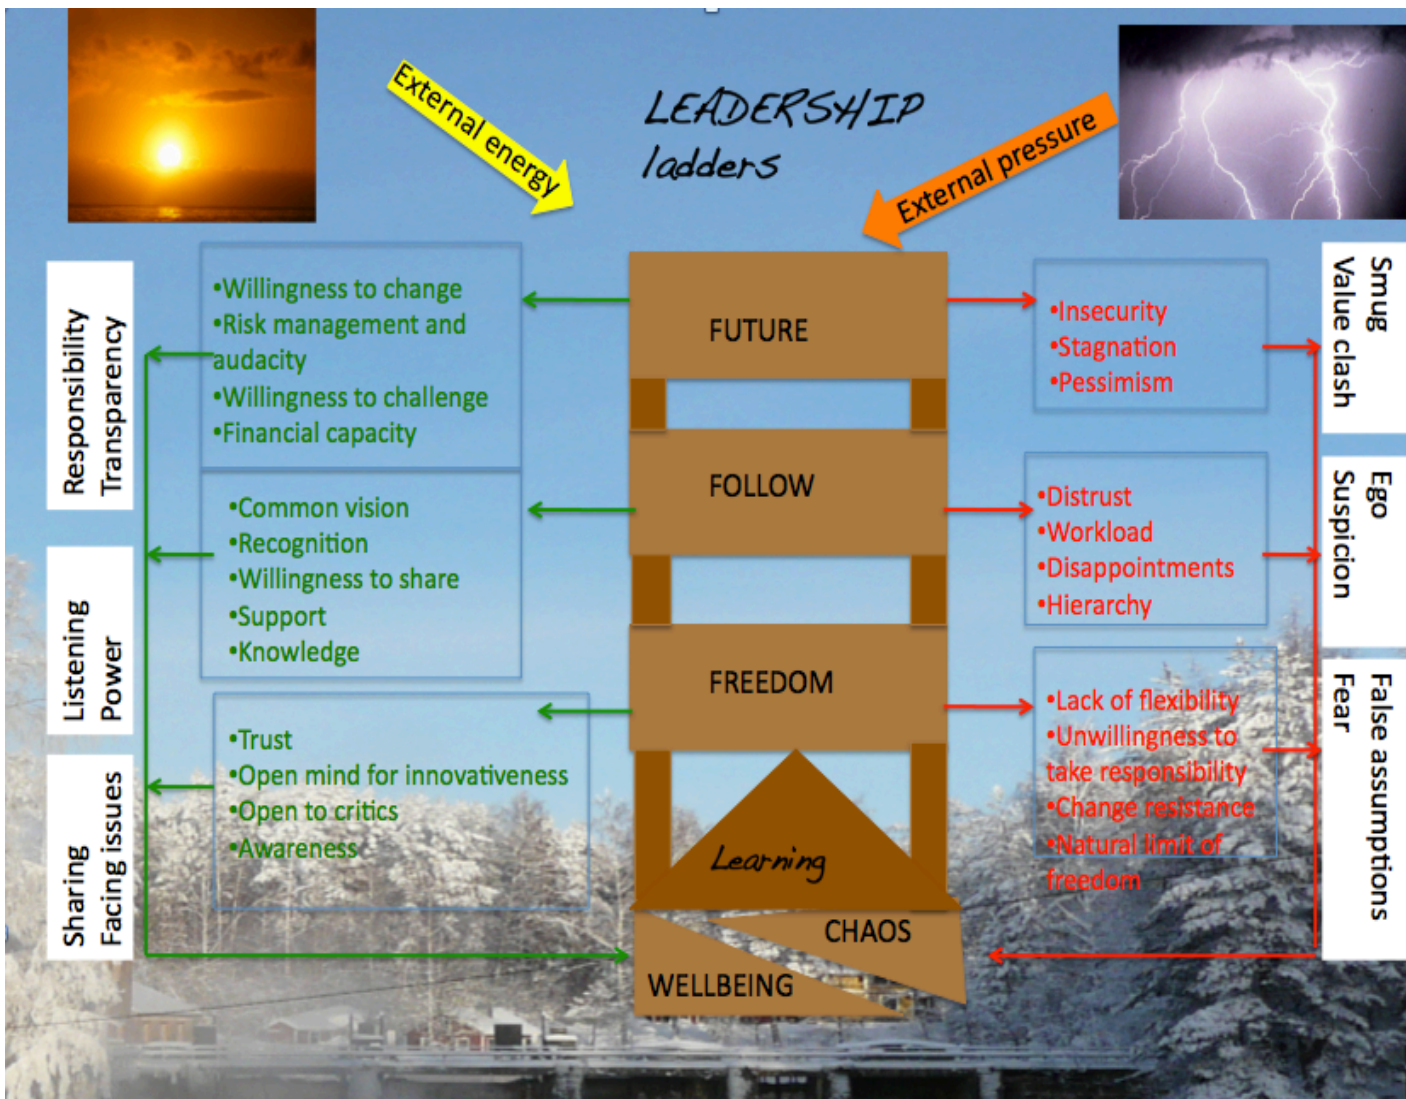 External energy
LEADERSHIP
ladders
External pressure
Responsibility
Transparency
•Willingness to change
•Risk management and
audacity
•Willingness to challenge
•Financial capacity
FUTURE
•Insecurity
•Stagnation
•Pessimism
Smug
Value clash
Listening
Power
•Common vision
•Recognition
•Willingness to share
•Support
•Knowledge
FOLLOW
•Distrust
•Workload
•Disappointments
•Hierarchy
Ego
Suspicion
Sharing
Facing issues
•Trust
•Open mind for innovativeness
•Open to critics
•Awareness
FREEDOM
•Lack of flexibility
•Unwillingness to
take responsibility
•Change resistance
•Natural limit of
freedom
False assumptions
Fear
Learning
CHAOS
WELLBEING